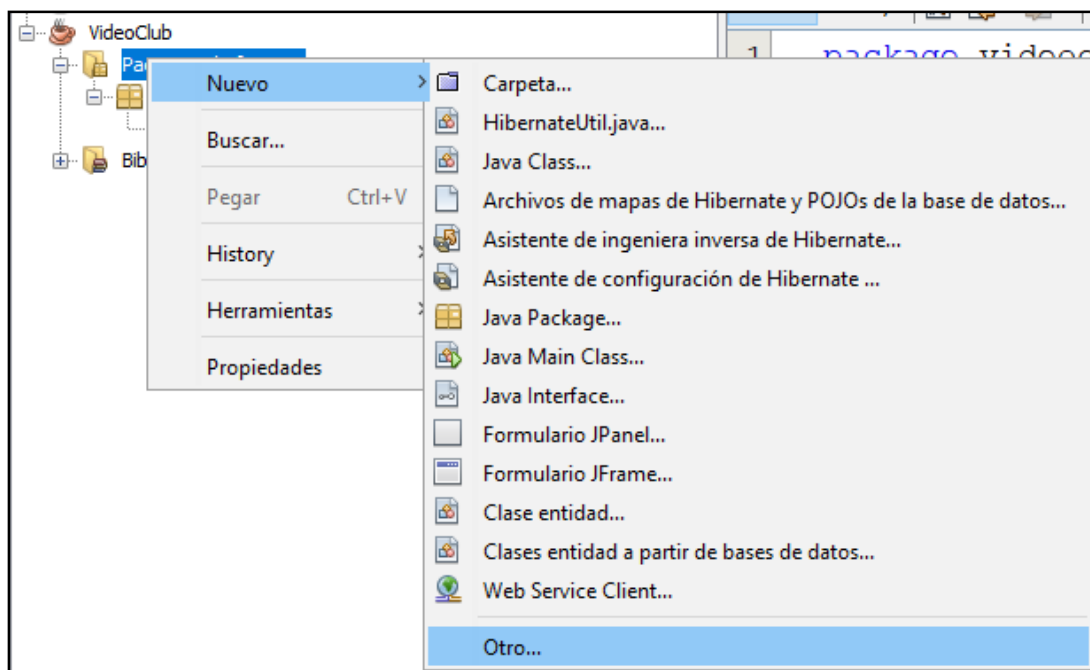 VideoClub
Nuevo
Buscar...
Pegar Ctrl+V
History
Herramientas
Propiedades
Carpeta...
HibernateUtil.java...
Java Class...
Archivos de mapas de Hibernate y POJOs de la base de datos...
Asistente de ingeniera inversa de Hibernate...
Asistente de configuración de Hibernate ...
Java Package...
Java Main Class...
Java Interface...
Formulario JPanel...
Formulario JFrame...
Clase entidad...
Clases entidad a partir de bases de datos...
Web Service Client...
Otro...
Bib
1 package